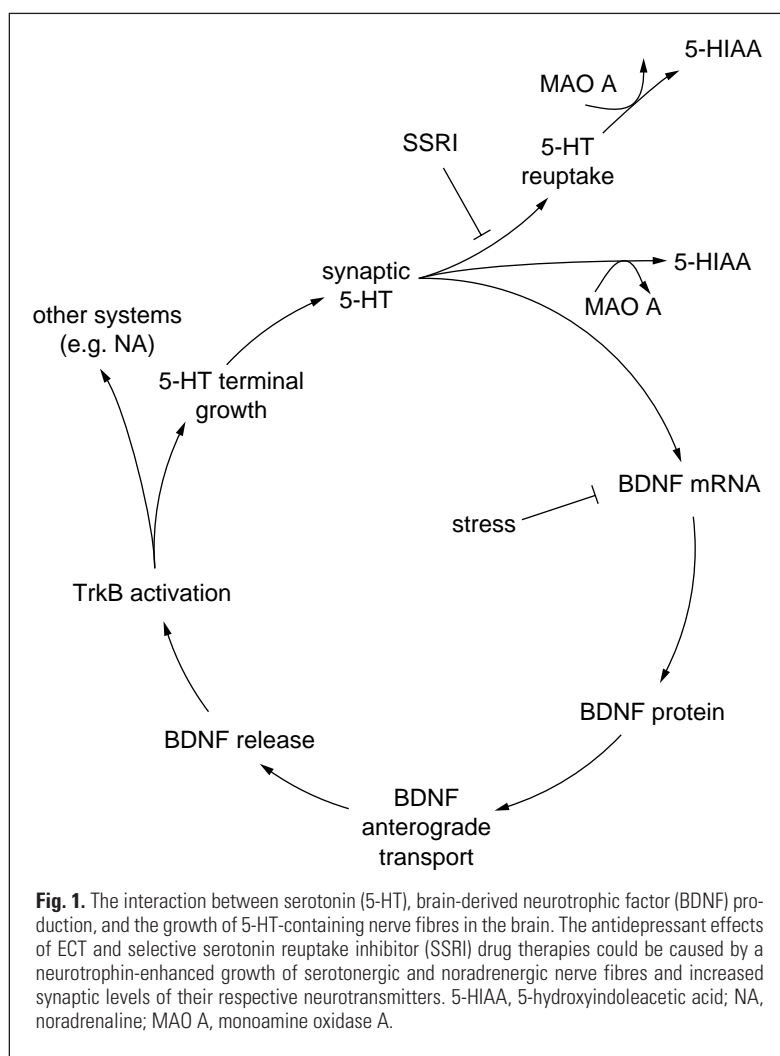 5-HIAA
MAO A
SSRI
5-HT
reuptake
synaptic
5-HT
5-HIAA
MAO A
other systems
(e.g. NA)
5-HT terminal
growth
BDNF mRNA
stress
TrkB activation
BDNF protein
BDNF release
BDNF
anterograde
transport
Fig. 1. The interaction between serotonin (5-HT), brain-derived neurotrophic factor (BDNF) pro-
duction, and the growth of 5-HT-containing nerve fibres in the brain. The antidepressant effects
of ECT and selective serotonin reuptake inhibitor (SSRI) drug therapies could be caused by a
neurotrophin-enhanced growth of serotonergic and noradrenergic nerve fibres and increased
synaptic levels of their respective neurotransmitters. 5-HIAA, 5-hydroxyindoleacetic acid; NA,
noradrenaline; MAO A, monoamine oxidase A.